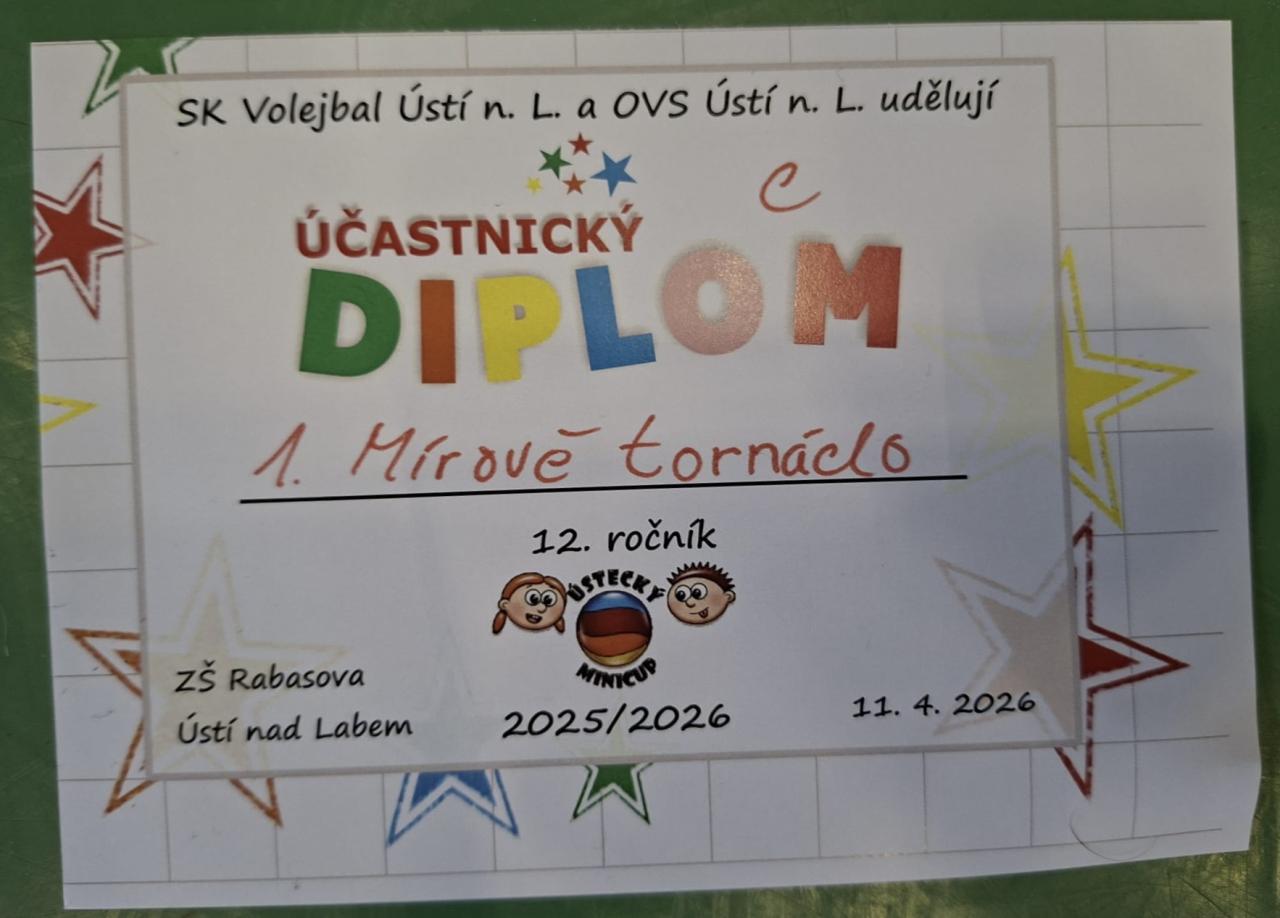 SK Volejbal Ústí n. L. a OVS Ústí n. L. udělují
C
ÚČASTNICKÝ
DIPLOM
1. Mírové tornádo
12. ročník
ÚSTECKÝ
MINICUP
ZŠ Rabasova
Ústí nad Labem
2025/2026
11. 4. 2026